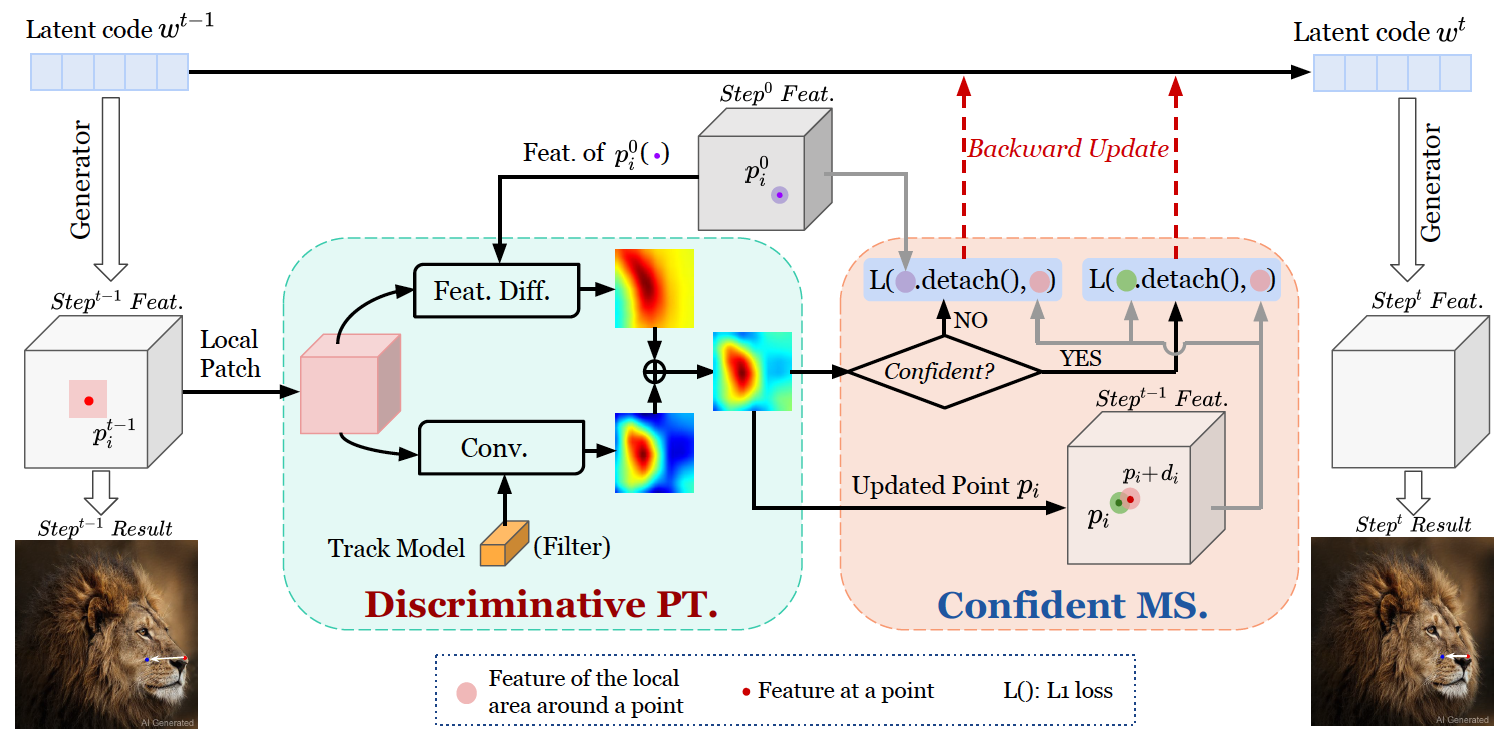 Latent code w^{t-1}
Latent code w^t
Step^0 Feat.
Generator
Feat. of p_i^0(•)
p_i^0
Backward Update
Generator
Step^{t-1} Feat.
Local
Patch
p_i^{t-1}
Feat. Diff.
Conv.
Track Model
(Filter)
Discriminative PT.
L( .detach(), )
L( .detach(), )
NO
Confident?
YES
Step^{t-1} Feat.
Updated Point p_i
p_i+d_i
p_i
Confident MS.
Step^t Feat.
Step^{t-1} Result
AI Generated
Step^t Result
AI Generated
Feature of the local
area around a point
Feature at a point
L(): L1 loss